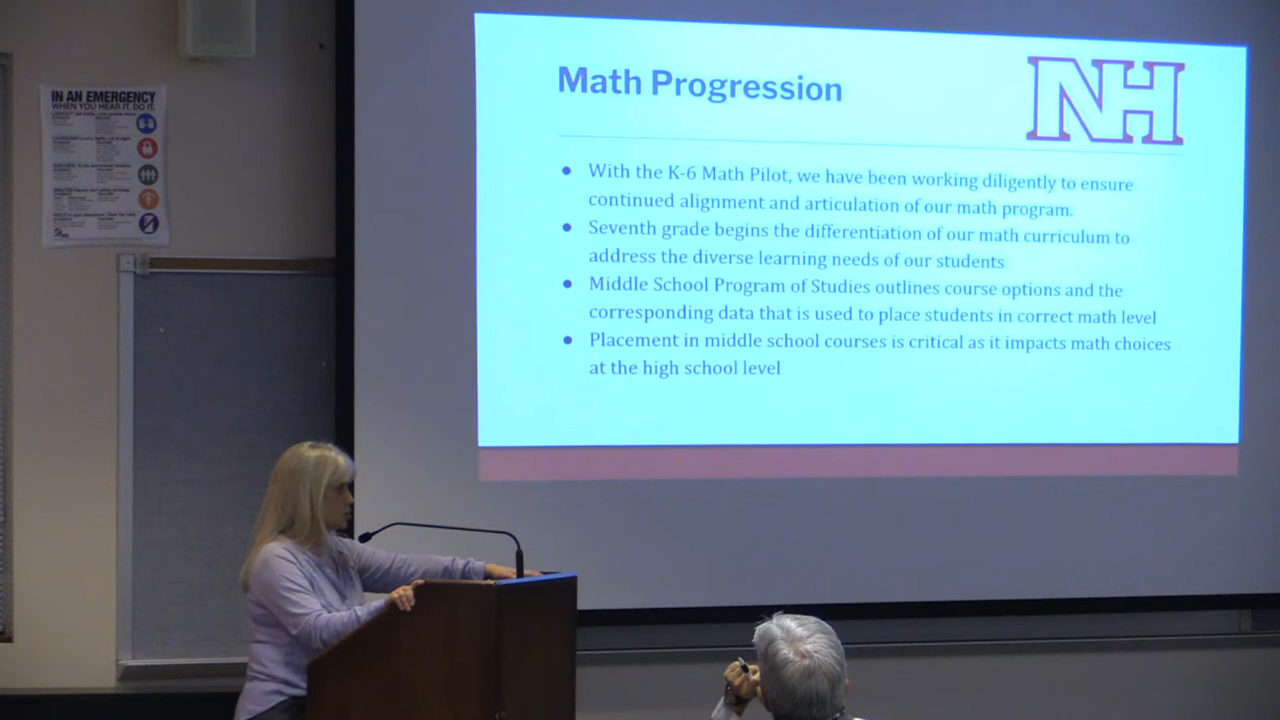 IN AN EMERGENCY
WHEN YOU HEAR IT. DO IT.
Math Progression
NH
● With the K-6 Math Pilot, we have been working diligently to ensure
continued alignment and articulation of our math program.
● Seventh grade begins the differentiation of our math curriculum to
address the diverse learning needs of our students
● Middle School Program of Studies outlines course options and the
corresponding data that is used to place students in correct math level
● Placement in middle school courses is critical as it impacts math choices
at the high school level